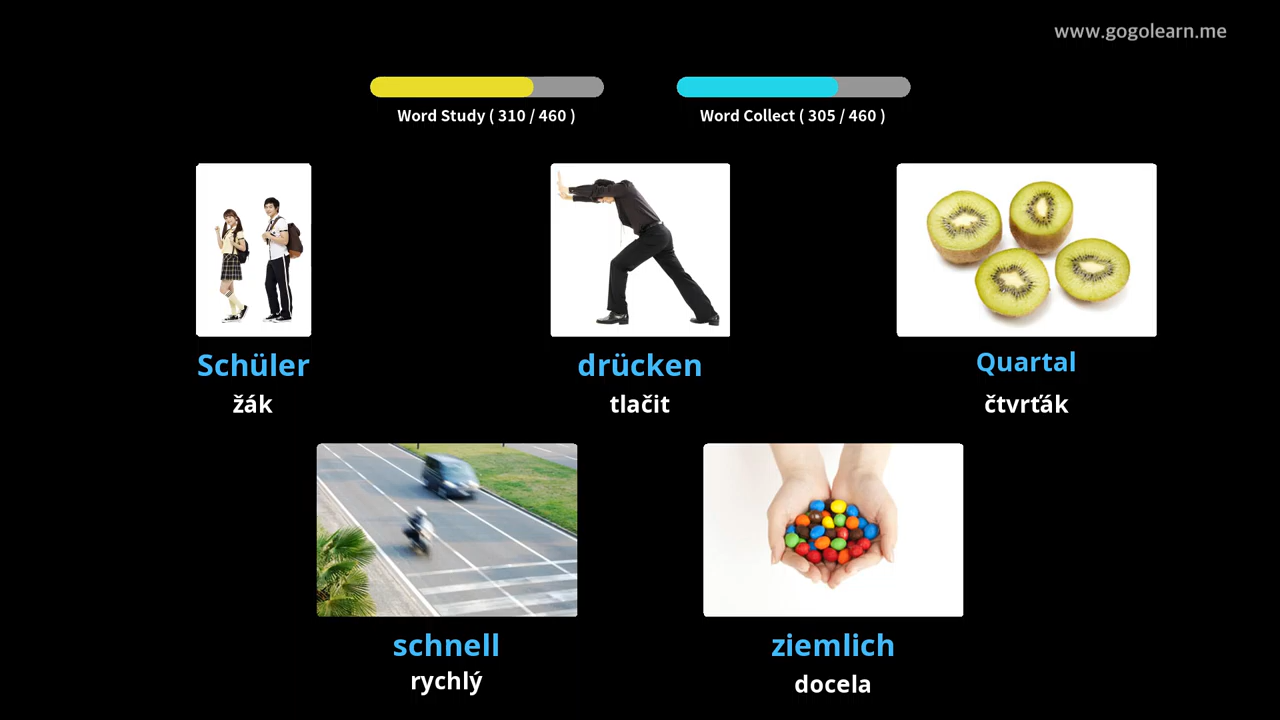 www.gogolearn.me
Word Study ( 310 / 460 )
Word Collect ( 305 / 460 )
Schüler
žák
drücken
tlačit
Quartal
čtvrťák
schnell
rychlý
ziemlich
docela